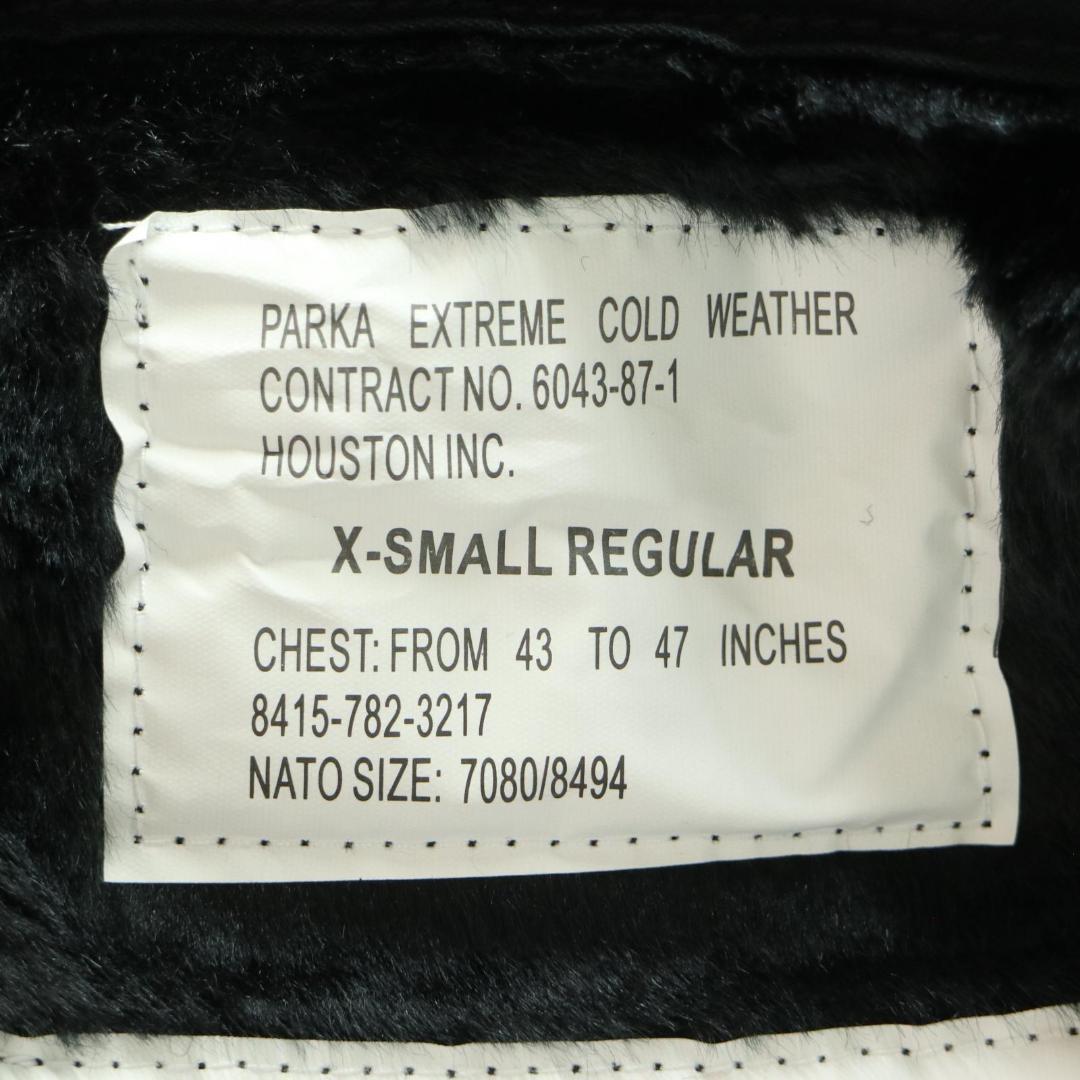 PARKA EXTREME COLD WEATHER
CONTRACT NO. 6043-87-1
HOUSTON INC.
X-SMALL REGULAR
CHEST: FROM 43 TO 47 INCHES
8415-782-3217
NATO SIZE: 7080/8494